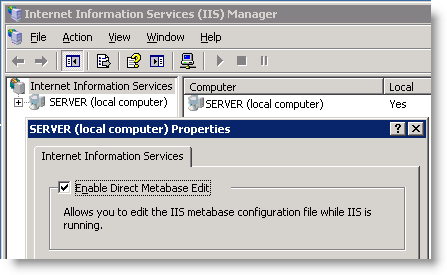 Internet Information Services (IIS) Manager
File Action View Window Help
Internet Information Services
SERVER (local computer)
Computer Local
SERVER (local computer) Yes
SERVER (local computer) Properties
Internet Information Services
Enable Direct Metabase Edit
Allows you to edit the IIS metabase configuration file while IIS is
running.